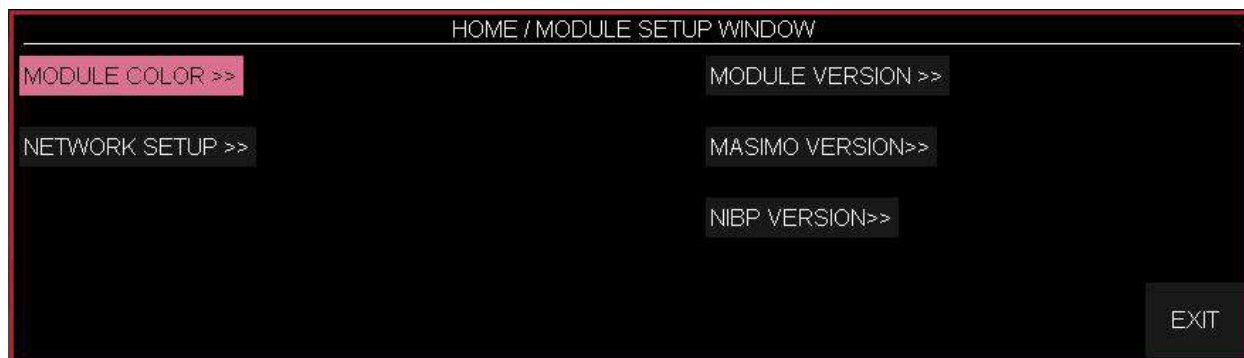 HOME / MODULE SETUP WINDOW
MODULE COLOR >>
MODULE VERSION >>
NETWORK SETUP >>
MASIMO VERSION>>
NIBP VERSION>>
EXIT